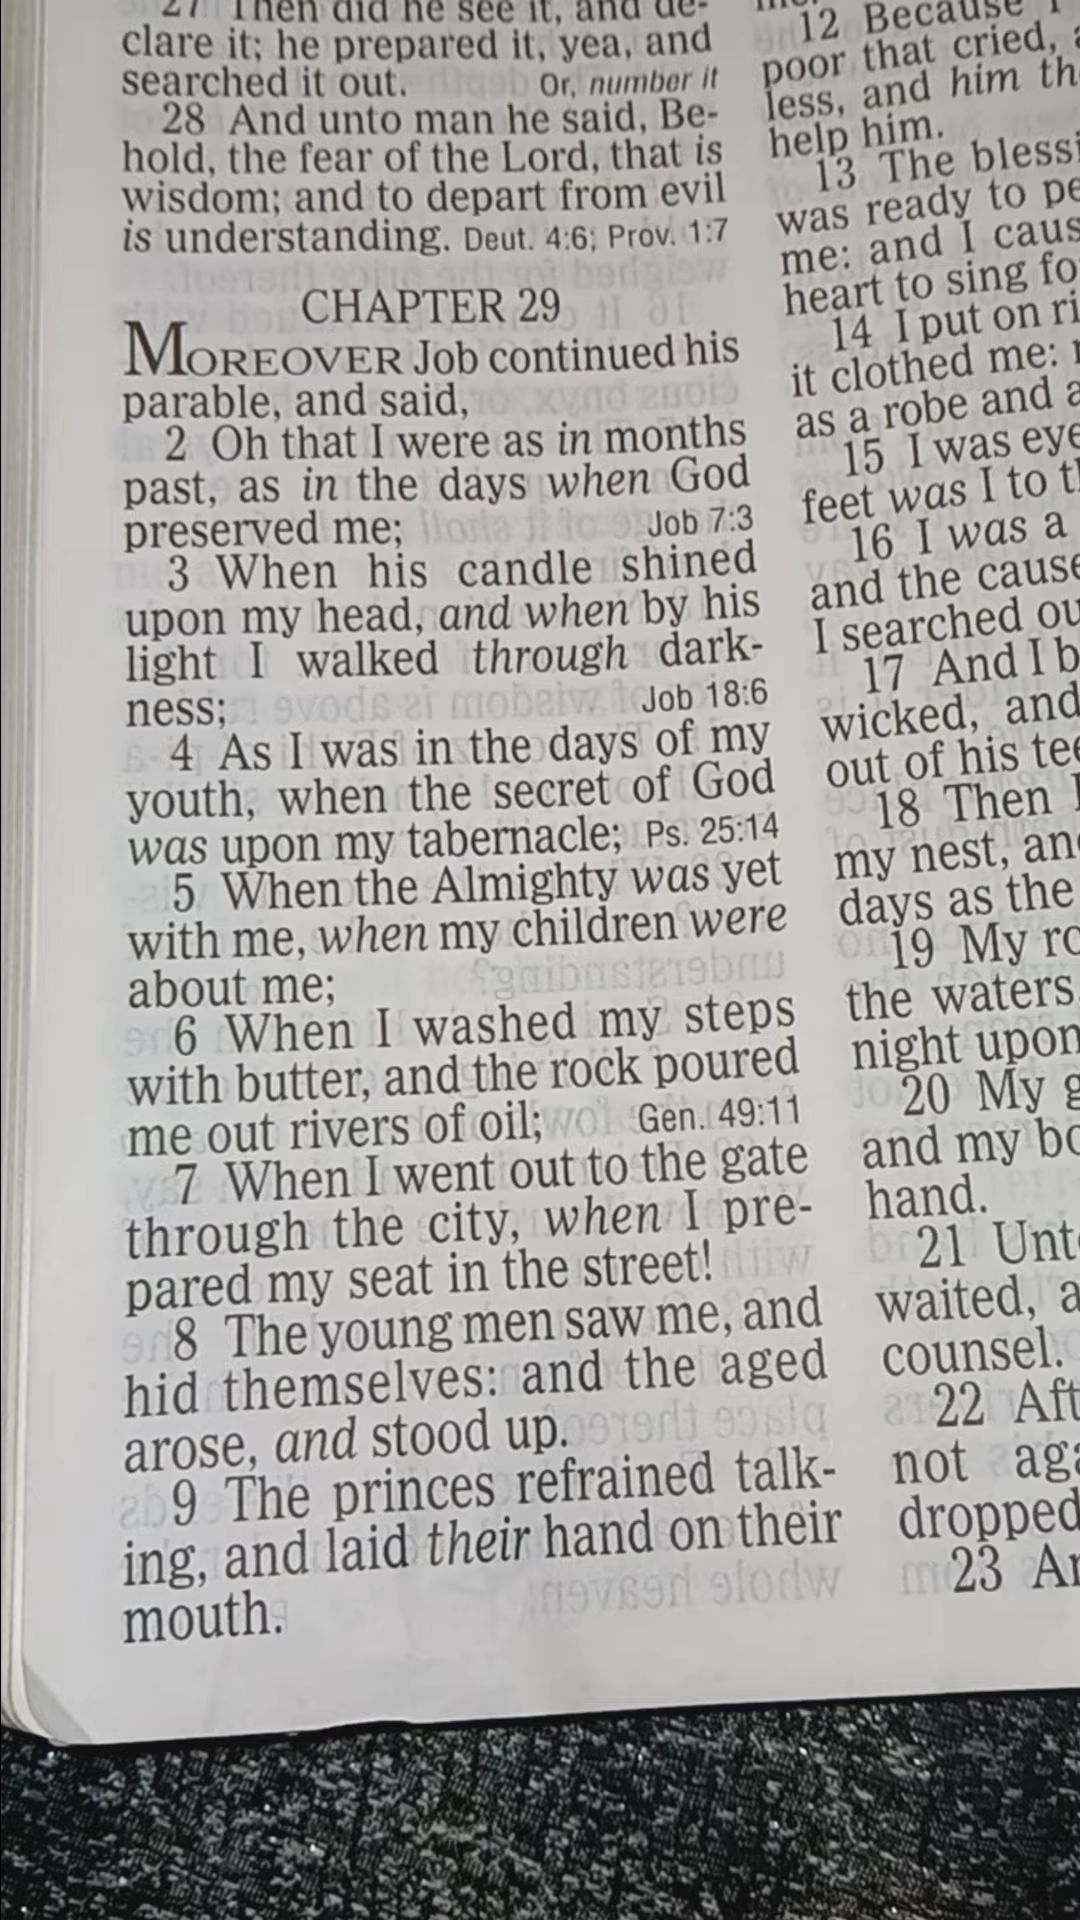 27 Then did he see it, and de-
clare it; he prepared it, yea, and
searched it out. Or, number it
28 And unto man he said, Be-
hold, the fear of the Lord, that is
wisdom; and to depart from evil
is understanding. Deut. 4:6; Prov. 1:7
CHAPTER 29
MOREOVER Job continued his
parable, and said,
2 Oh that I were as in months
past, as in the days when God
preserved me; Job 7:3
3 When his candle shined
upon my head, and when by his
light I walked through dark-
ness; Job 18:6
4 As I was in the days of my
youth, when the secret of God
was upon my tabernacle; Ps. 25:14
5 When the Almighty was yet
with me, when my children were
about me;
6 When I washed my steps
with butter, and the rock poured
me out rivers of oil; Gen. 49:11
7 When I went out to the gate
through the city, when I pre-
pared my seat in the street!
8 The young men saw me, and
hid themselves: and the aged
arose, and stood up.
9 The princes refrained talk-
ing, and laid their hand on their
mouth.
12 Because I
poor that cried,
less, and him th
help him.
13 The blessi
was ready to pe
me: and I caus
heart to sing fo
14 I put on ri
it clothed me:
as a robe and a
15 I was eye
feet was I to th
16 I was a
and the cause
I searched ou
17 And I b
wicked, and
out of his tee
18 Then I
my nest, and
days as the
19 My ro
the waters
night upon
20 My g
and my bo
hand.
21 Unto
waited, a
counsel.
22 Aft
not aga
dropped
23 An